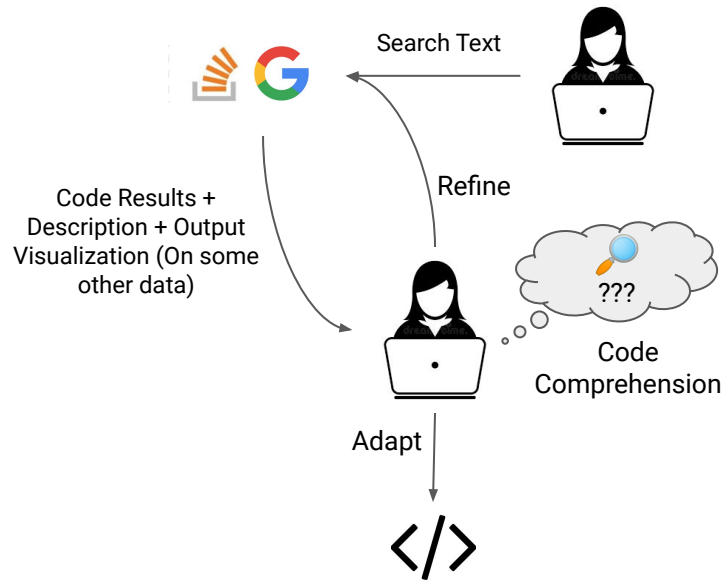 Search Text
Refine
Code Results +
Description + Output
Visualization (On some
other data)
???
Code
Comprehension
Adapt
</>